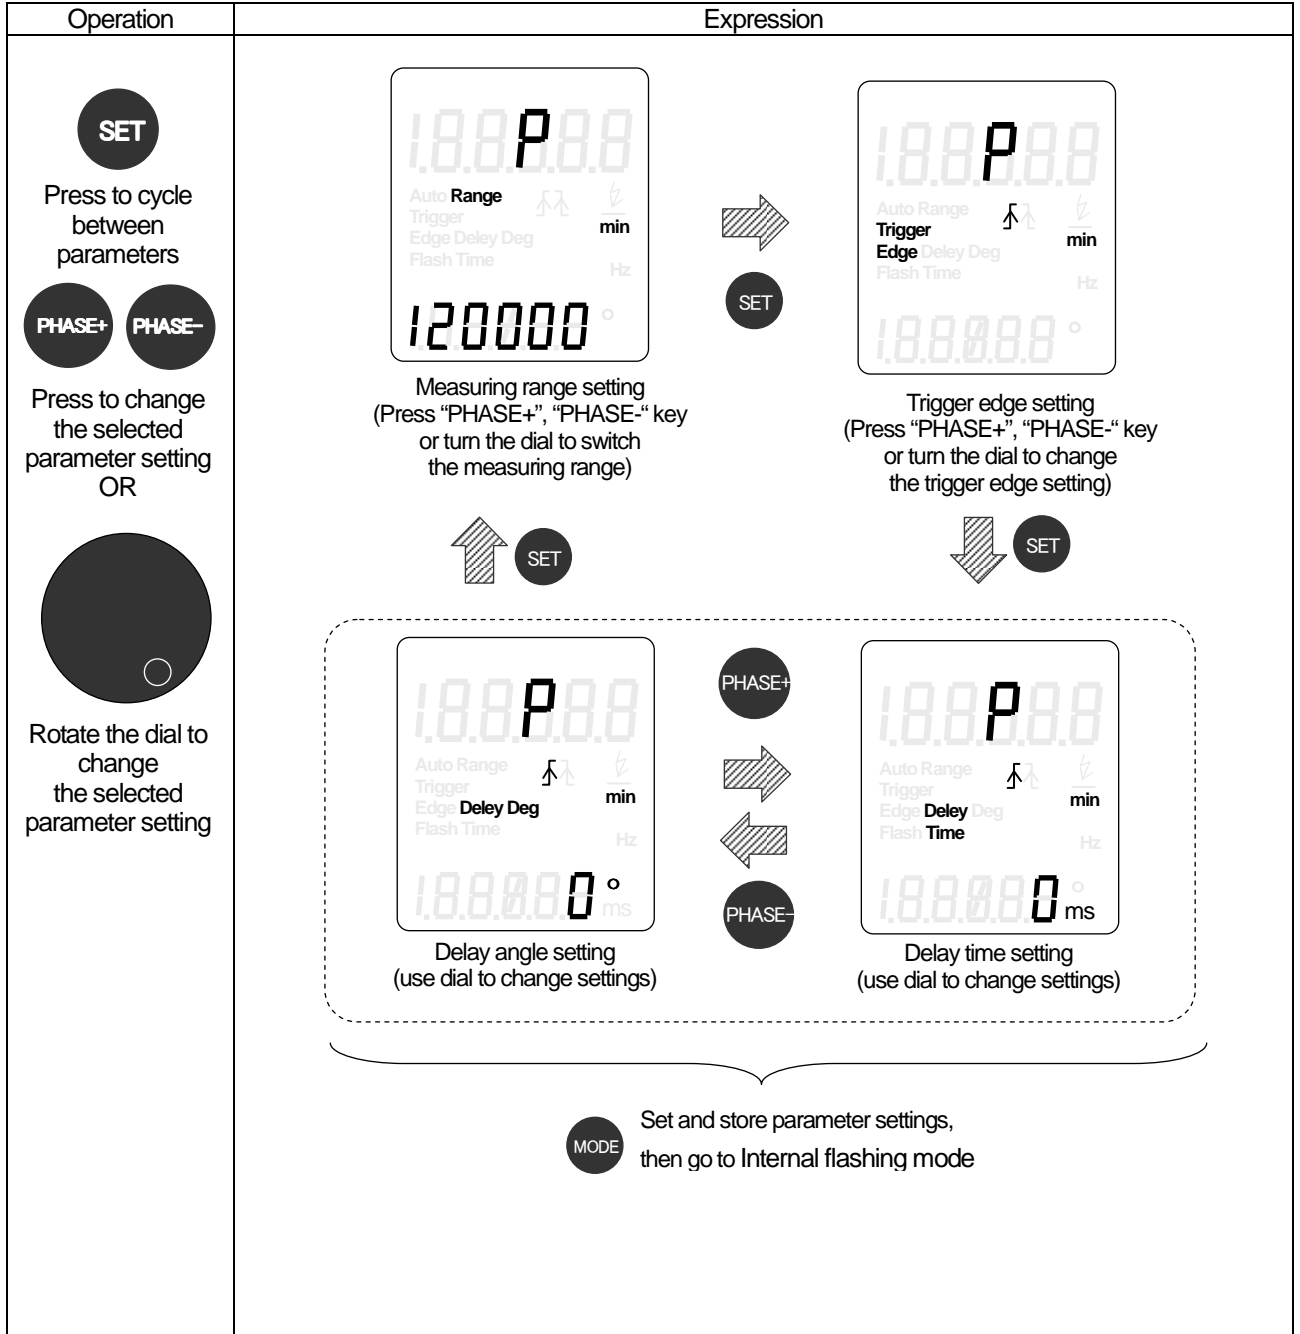 Operation
Expression
SET
Press to cycle
between
parameters
PHASE+ PHASE-
Press to change
the selected
parameter setting
OR
Rotate the dial to
change
the selected
parameter setting
P
Auto Range
Trigger
min
Edge Deley Deg
Flash Time
Hz
120000 °
Measuring range setting
(Press “PHASE+”, “PHASE-“ key
or turn the dial to switch
the measuring range)
SET
P
Auto Range
Trigger
min
Edge Deley Deg
Flash Time
Hz
18.8.8.8.8 °
Trigger edge setting
(Press “PHASE+”, “PHASE-“ key
or turn the dial to change
the trigger edge setting)
SET
SET
P
Auto Range
Trigger
min
Edge Deley Deg
Flash Time
Hz
0 °
ms
Delay angle setting
(use dial to change settings)
PHASE+
PHASE-
P
Auto Range
Trigger
min
Edge Deley Deg
Flash Time
Hz
0 °
ms
Delay time setting
(use dial to change settings)
MODE
Set and store parameter settings,
then go to Internal flashing mode